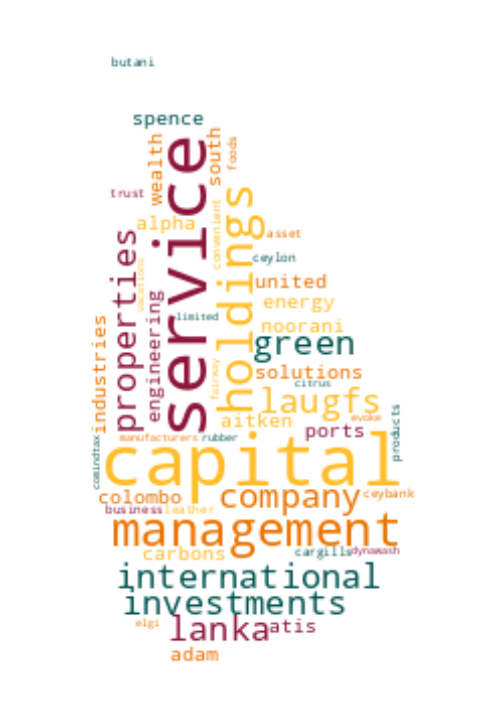 butani
spence
south
foods
wealth
service
trust
holdings
convenient
alpha
asset
properties
ceylon
vacations
united
engineering
energy
limited
industries
noorani
green
fairway
solutions
citrus
laugfs
products
aitken
evoke
ports
manufacturers
rubber
capital
comindtax
colombo
company
ceybank
business
leather
management
carbons
cargills
dynawash
international
investments
elgi
lanka
atis
adam